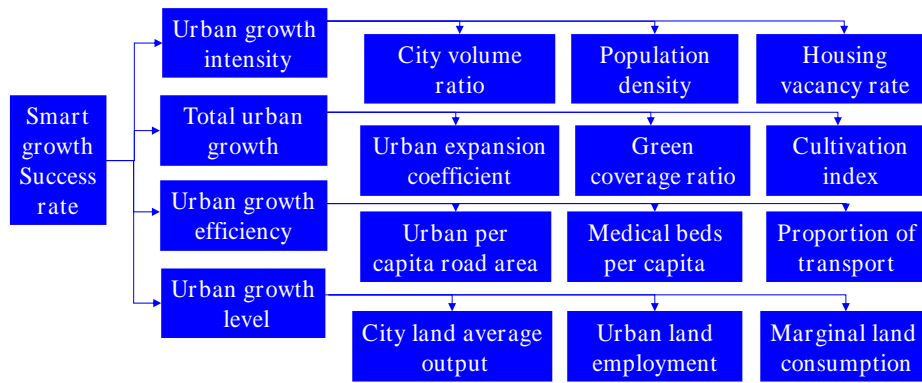 Urban growth
intensity
City volume
ratio
Population
density
Housing
vacancy rate
Smart
growth
Success
rate
Total urban
growth
Urban expansion
coefficient
Green
coverage ratio
Cultivation
index
Urban growth
efficiency
Urban per
capita road area
Medical beds
per capita
Proportion of
transport
Urban growth
level
City land average
output
Urban land
employment
Marginal land
consumption